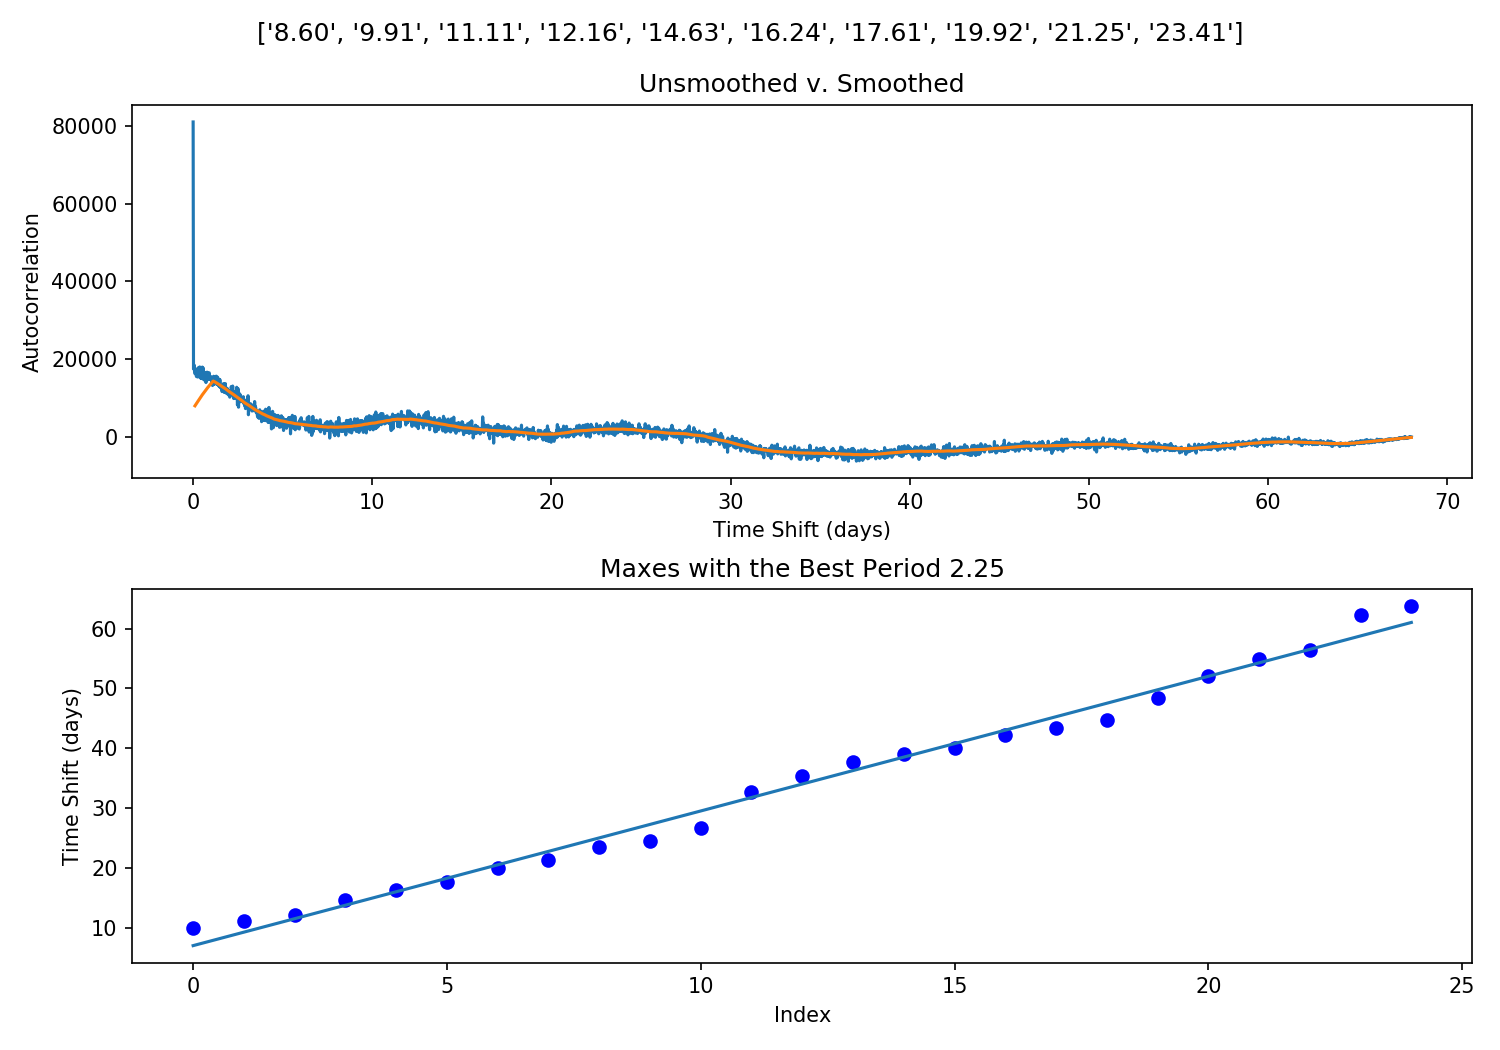 ['8.60', '9.91', '11.11', '12.16', '14.63', '16.24', '17.61', '19.92', '21.25', '23.41']
Unsmoothed v. Smoothed
Autocorrelation
80000
60000
40000
20000
0
0 10 20 30 40 50 60 70
Time Shift (days)
Maxes with the Best Period 2.25
Time Shift (days)
60
50
40
30
20
10
0 5 10 15 20 25
Index